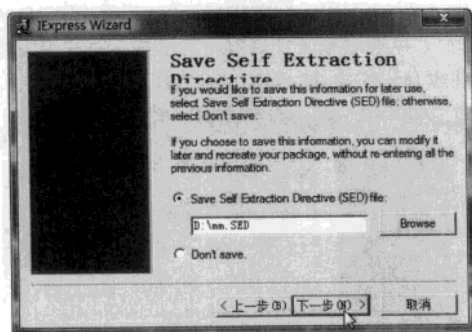 IExpress Wizard
Save Self Extraction
Directive
If you would like to save this information for later use,
select Save Self Extraction Directive (SED) file; otherwise,
select Don't save.
If you choose to save this information, you can modify it
later and recreate your package, without re-entering all the
previous information.
Save Self Extraction Directive (SED) file:
D:\mm.SED
Browse
Don't save.
< 上一步(B)
下一步(N) >
取消